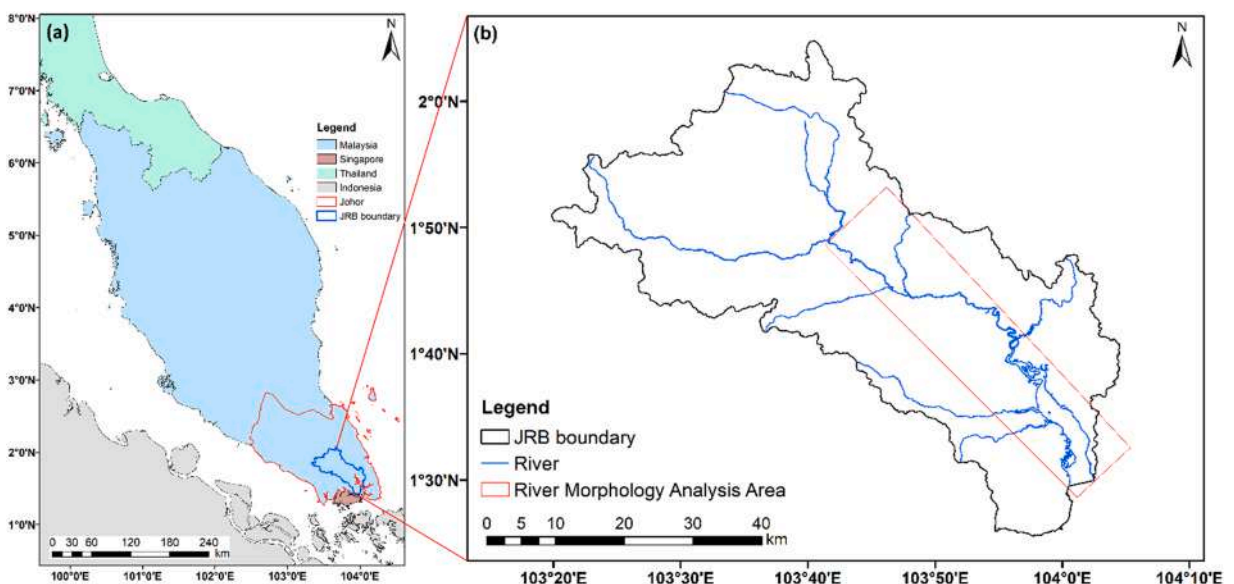 (a)
N
8°0'N
7°0'N
6°0'N
5°0'N
4°0'N
3°0'N
2°0'N
1°0'N
Legend
Malaysia
Singapore
Thailand
Indonesia
Johor
JRB boundary
0 30 60 120 180 240
km
100°0'E 101°0'E 102°0'E 103°0'E 104°0'E
(b)
N
2°0'N
1°50'N
1°40'N
1°30'N
Legend
JRB boundary
River
River Morphology Analysis Area
0 5 10 20 30 40
km
103°20'E 103°30'E 103°40'E 103°50'E 104°0'E 104°10'E